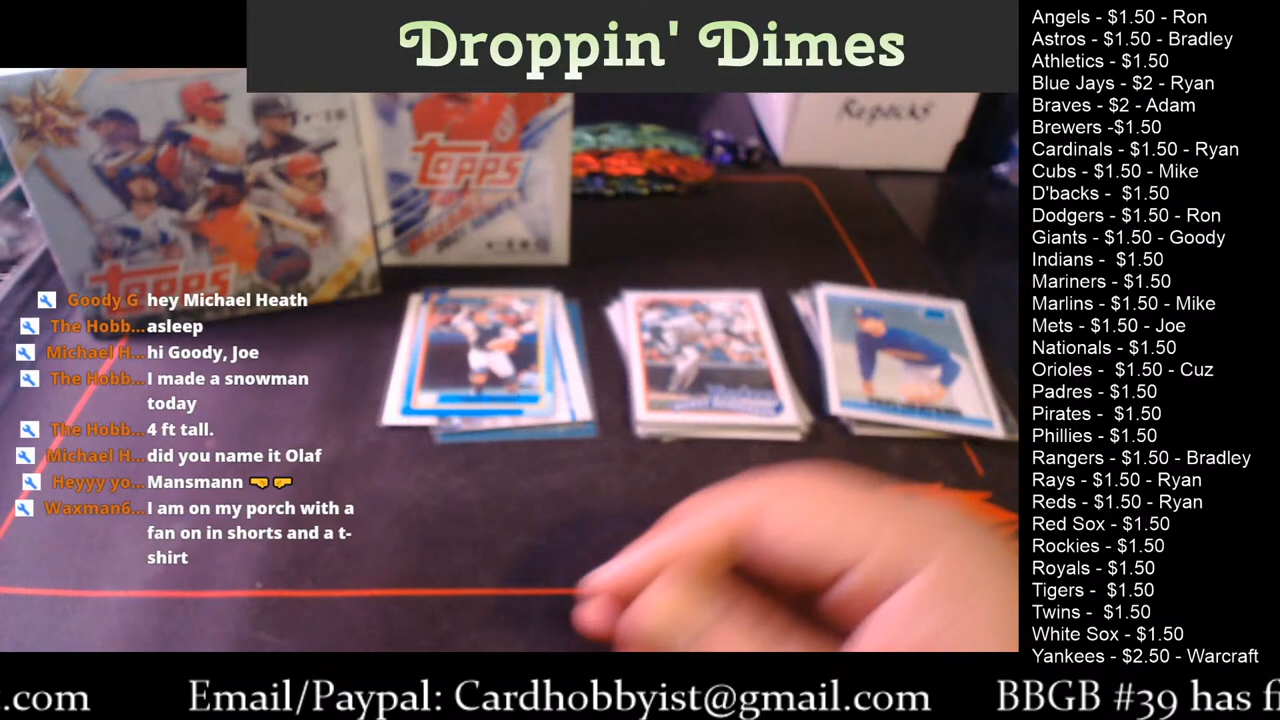 Droppin' Dimes
Angels - $1.50 - Ron
Astros - $1.50 - Bradley
Athletics - $1.50
Blue Jays - $2 - Ryan
Braves - $2 - Adam
Brewers -$1.50
Cardinals - $1.50 - Ryan
Cubs - $1.50 - Mike
D'backs -  $1.50
Dodgers - $1.50 - Ron
Giants - $1.50 - Goody
Indians -  $1.50
Mariners - $1.50
Marlins - $1.50 - Mike
Mets - $1.50 - Joe
Nationals - $1.50
Orioles -  $1.50 - Cuz
Padres - $1.50
Pirates -  $1.50
Phillies - $1.50
Rangers - $1.50 - Bradley
Rays - $1.50 - Ryan
Reds - $1.50 - Ryan
Red Sox - $1.50
Rockies - $1.50
Royals - $1.50
Tigers -  $1.50
Twins - $1.50
White Sox - $1.50
Yankees - $2.50 - Warcraft
Repacks
TOPPS
TOPPS
Goody G hey Michael Heath
The Hobb... asleep
Michael H... hi Goody, Joe
The Hobb... I made a snowman
today
The Hobb... 4 ft tall.
Michael H... did you name it Olaf
Heyyy yo... Mansmann 🤜🤛
Waxman6... I am on my porch with a
fan on in shorts and a t-
shirt
t.com Email/Paypal: Cardhobbyist@gmail.com BBGB #39 has fi